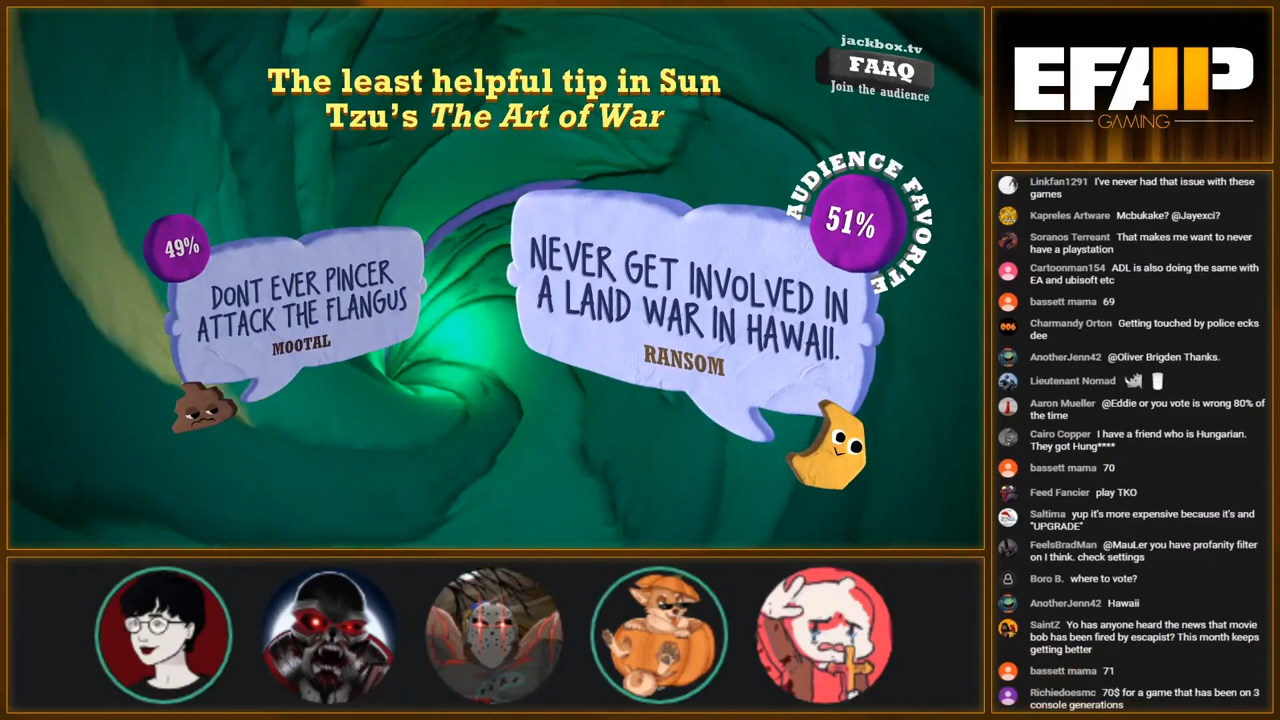 The least helpful tip in Sun
Tzu's The Art of War
jackbox.tv
FAAQ
Join the audience
49%
DONT EVER PINCER
ATTACK THE FLANGUS
MOOTAL
AUDIENCE FAVORITE
51%
NEVER GET INVOLVED IN
A LAND WAR IN HAWAII.
RANSOM
EFAP
GAMING
Linkfan1291 I've never had that issue with these
games
Kapreles Artware Mcbukake? @Jayexci?
Soranos Terreant That makes me want to never
have a playstation
Cartoonman154 ADL is also doing the same with
EA and ubisoft etc
bassett mama 69
Charmandy Orton Getting touched by police ecks
dee
AnotherJenn42 @Oliver Brigden Thanks.
Lieutenant Nomad
Aaron Mueller @Eddie or you vote is wrong 80% of
the time
Cairo Copper I have a friend who is Hungarian.
They got Hung****
bassett mama 70
Feed Fancier play TKO
Saltima yup it's more expensive because it's and
"UPGRADE"
FeelsBradMan @MauLer you have profanity filter
on I think. check settings
Boro B. where to vote?
AnotherJenn42 Hawaii
SaintZ Yo has anyone heard the news that movie
bob has been fired by escapist? This month keeps
getting better
bassett mama 71
Richiedoesmc 70$ for a game that has been on 3
console generations